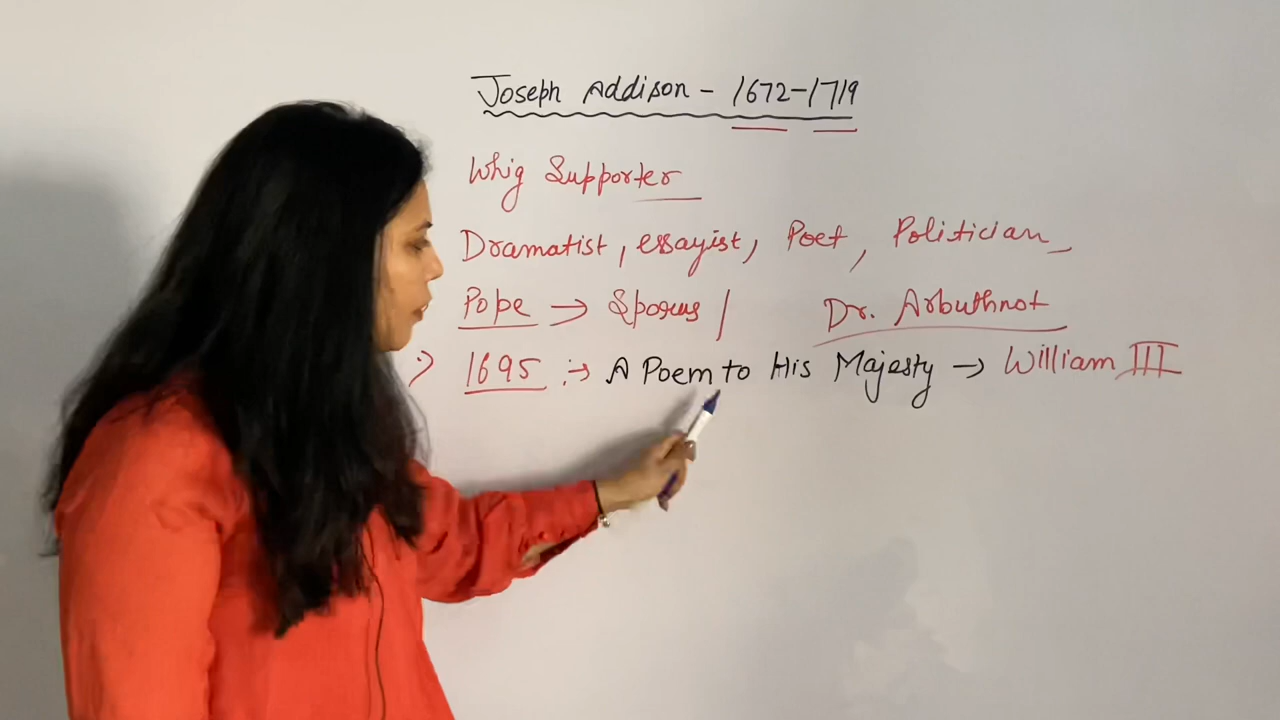 Joseph Addison - 1672-1719
Whig Supporter
Dramatist, essayist, Poet, Politician
Pope → Sporus / Dr. Arbuthnot
1695 :→ A Poem to His Majesty → William III